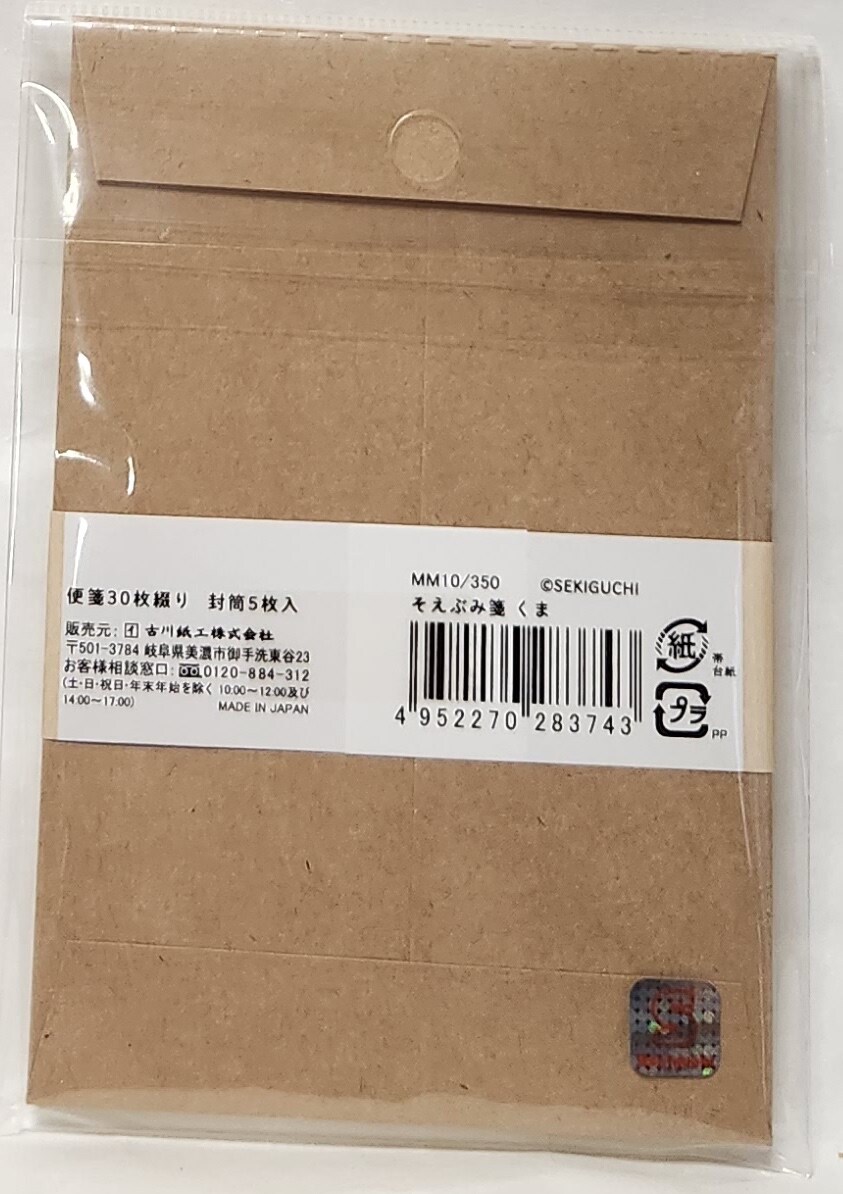 便箋30枚綴り 封筒5枚入
販売元: 古川紙工株式会社
〒501-3784 岐阜県美濃市御手洗東谷23
お客様相談窓口: 0120-884-312
(土・日・祝日・年末年始を除く 10:00～12:00及び
14:00～17:00) MADE IN JAPAN
MM10/350 ©SEKIGUCHI
そえぶみ箋 くま
4 952270 283743
紙
帯
台紙
プラ
PP